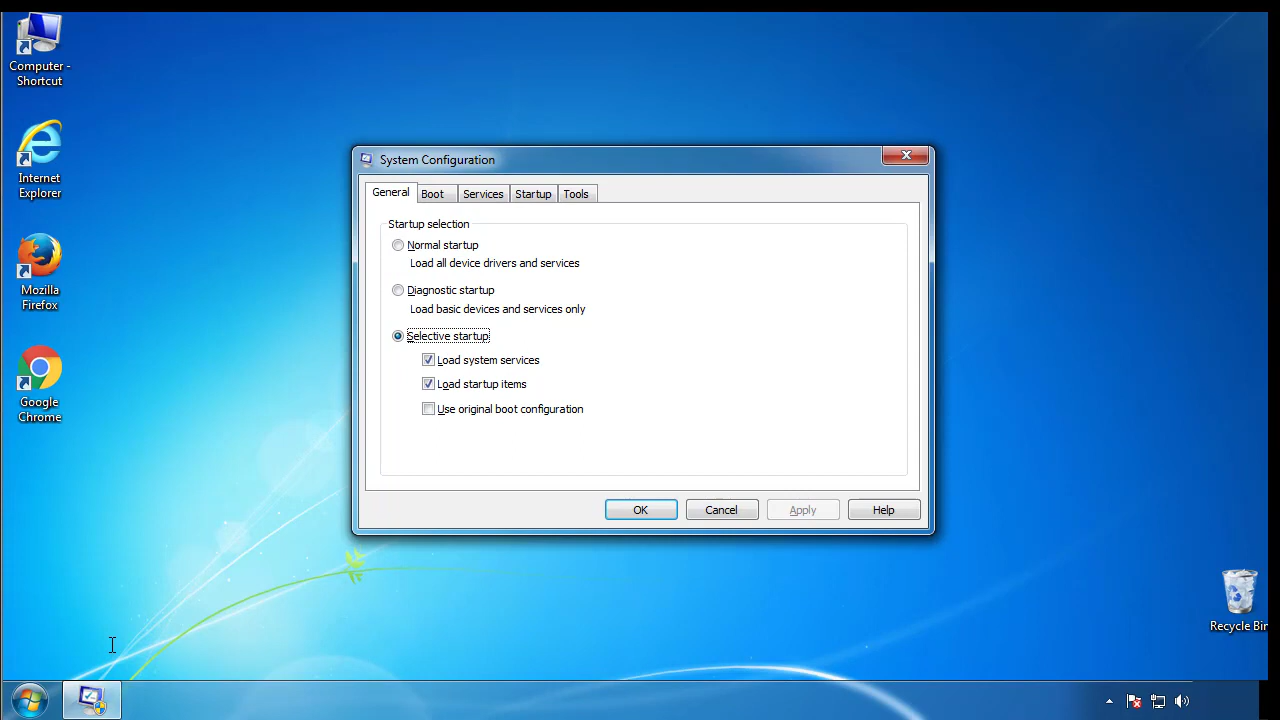 Computer -
Shortcut
Internet
Explorer
Mozilla
Firefox
Google
Chrome
System Configuration
General Boot Services Startup Tools
Startup selection
Normal startup
Load all device drivers and services
Diagnostic startup
Load basic devices and services only
Selective startup
Load system services
Load startup items
Use original boot configuration
OK Cancel Apply Help
Recycle Bin